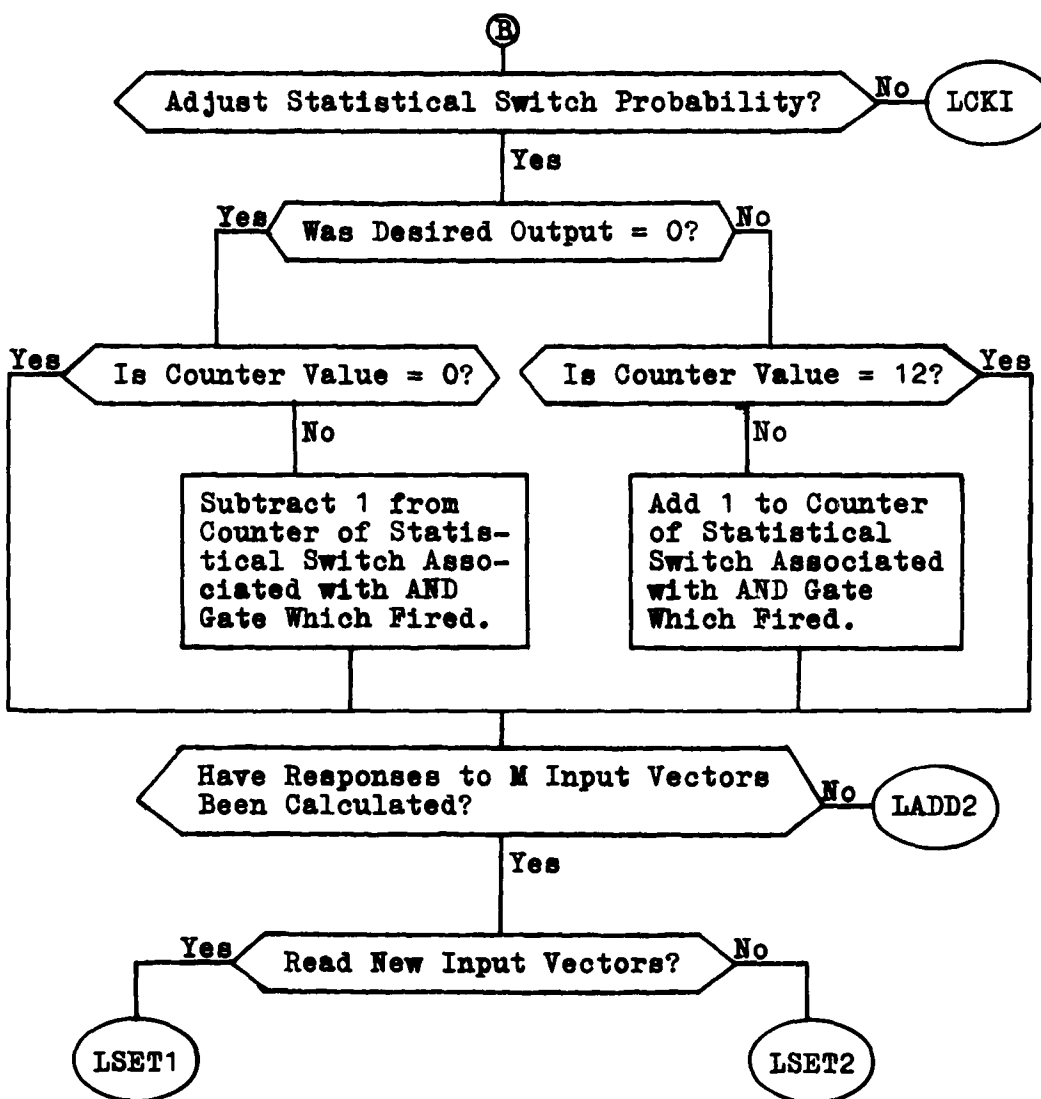 B
Adjust Statistical Switch Probability?
No
LCKI
Yes
Yes
Was Desired Output = 0?
No
Yes
Is Counter Value = 0?
Is Counter Value = 12?
Yes
No
No
Subtract 1 from
Counter of Statis-
tical Switch Asso-
ciated with AND
Gate Which Fired.
Add 1 to Counter
of Statistical
Switch Associated
with AND Gate
Which Fired.
Have Responses to M Input Vectors
Been Calculated?
No
LADD2
Yes
Yes
Read New Input Vectors?
No
LSET1
LSET2